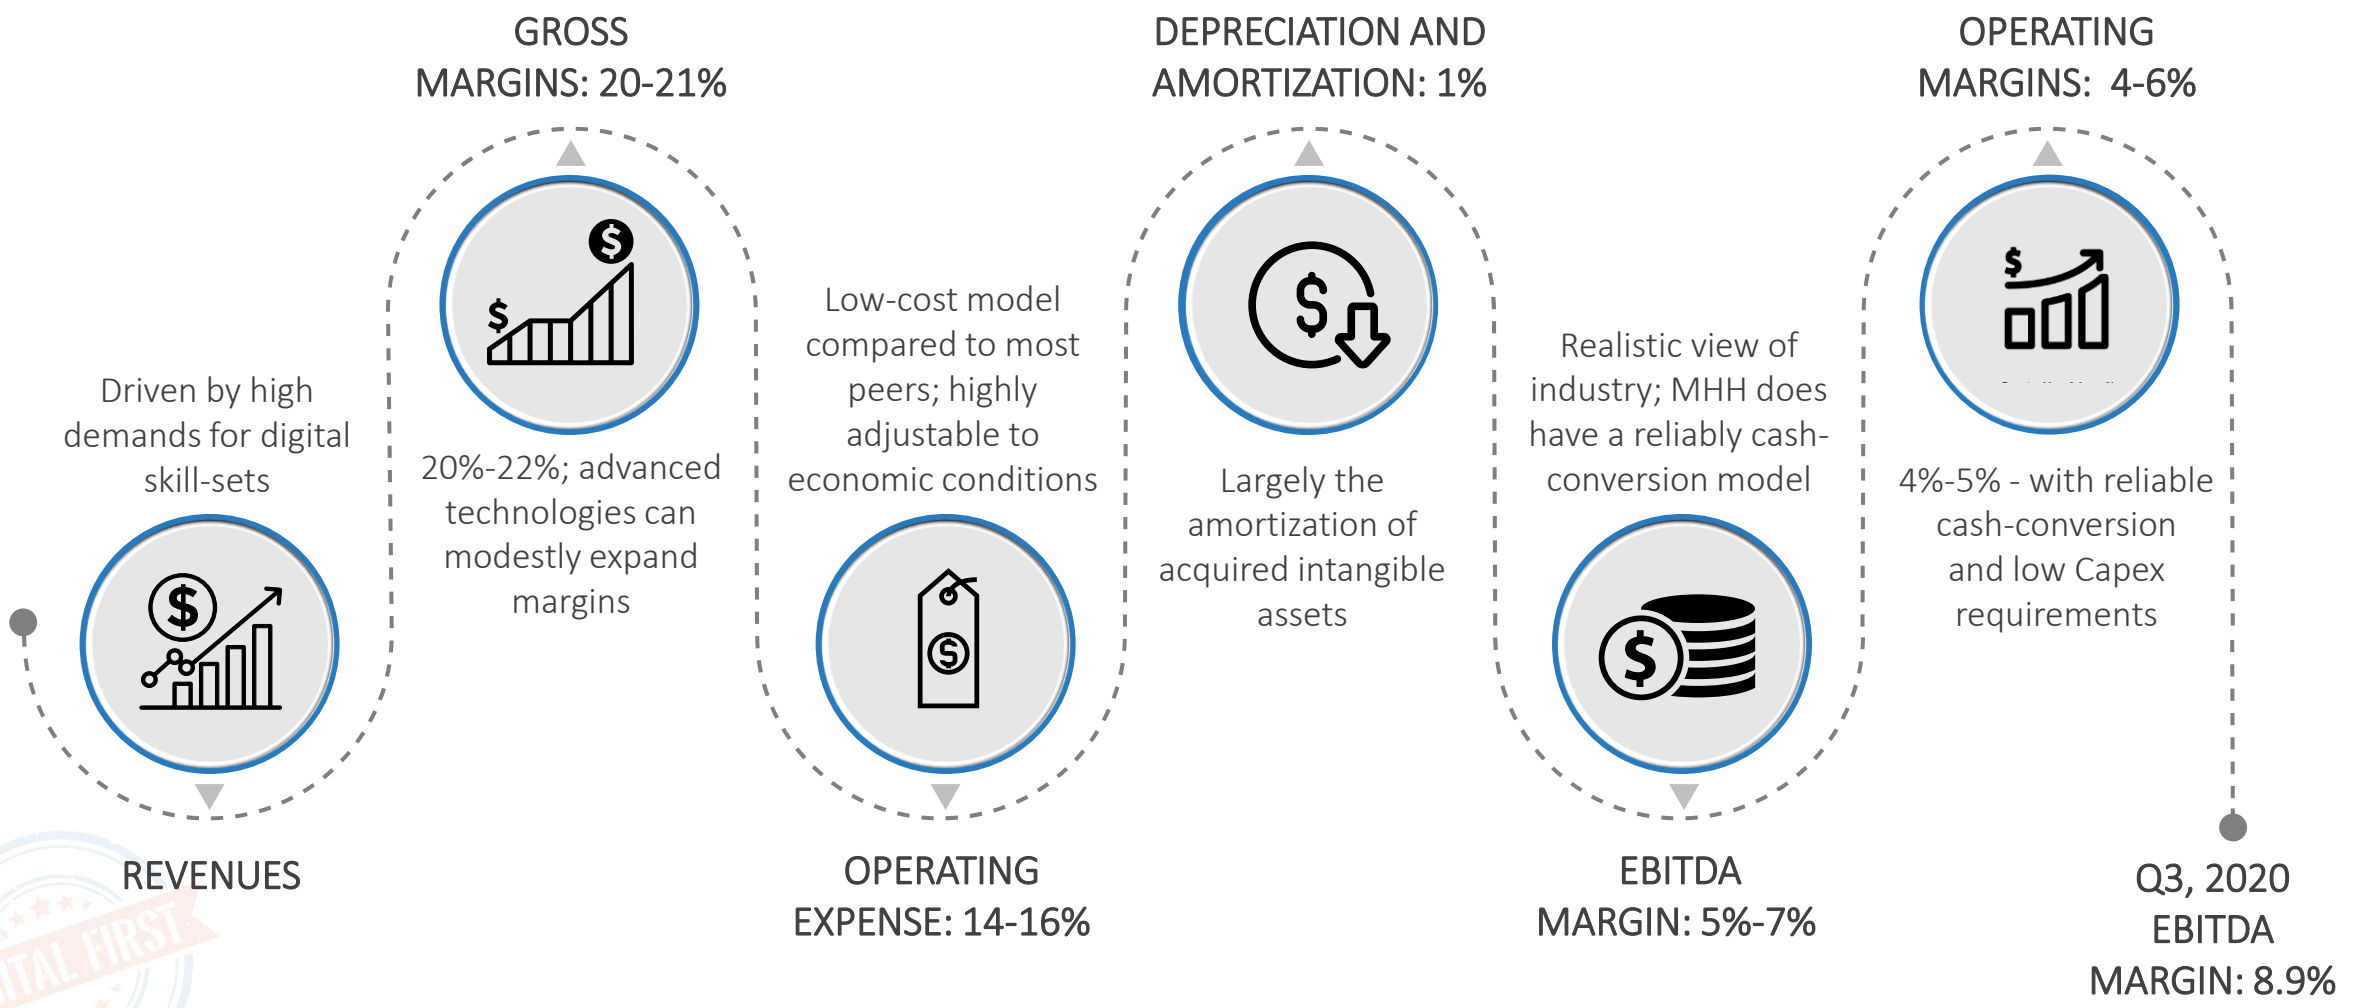 GROSS
MARGINS: 20-21%
DEPRECIATION AND
AMORTIZATION: 1%
OPERATING
MARGINS:  4-6%
Driven by high
demands for digital
skill-sets
20%-22%; advanced
technologies can
modestly expand
margins
Low-cost model
compared to most
peers; highly
adjustable to
economic conditions
Largely the
amortization of
acquired intangible
assets
Realistic view of
industry; MHH does
have a reliably cash-
conversion model
4%-5% - with reliable
cash-conversion
and low Capex
requirements
REVENUES
OPERATING
EXPENSE: 14-16%
EBITDA
MARGIN: 5%-7%
Q3, 2020
EBITDA
MARGIN: 8.9%
FIRST